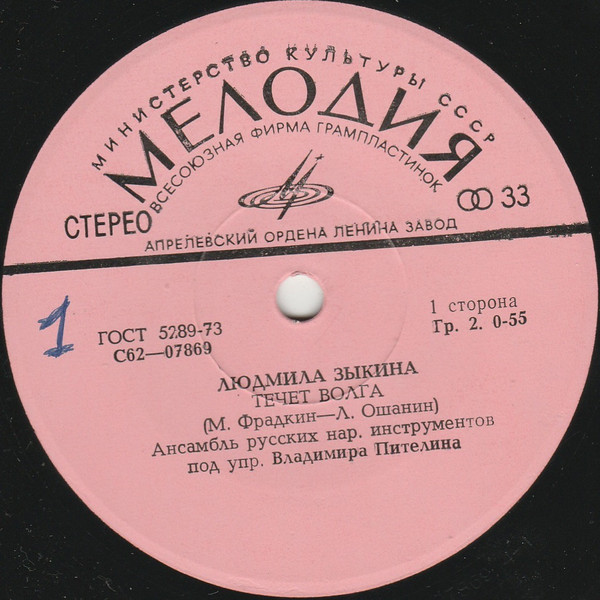 МИНИСТЕРСТВО КУЛЬТУРЫ СССР
МЕЛОДИЯ
ВСЕСОЮЗНАЯ ФИРМА ГРАМПЛАСТИНОК
СТЕРЕО
33
АПРЕЛЕВСКИЙ ОРДЕНА ЛЕНИНА ЗАВОД
1
ГОСТ 5289-73
С62—07869
1 сторона
Гр. 2. 0-55
ЛЮДМИЛА ЗЫКИНА
ТЕЧЕТ ВОЛГА
(М. Фрадкин—Л. Ошанин)
Ансамбль русских нар. инструментов
под упр. Владимира Пителина